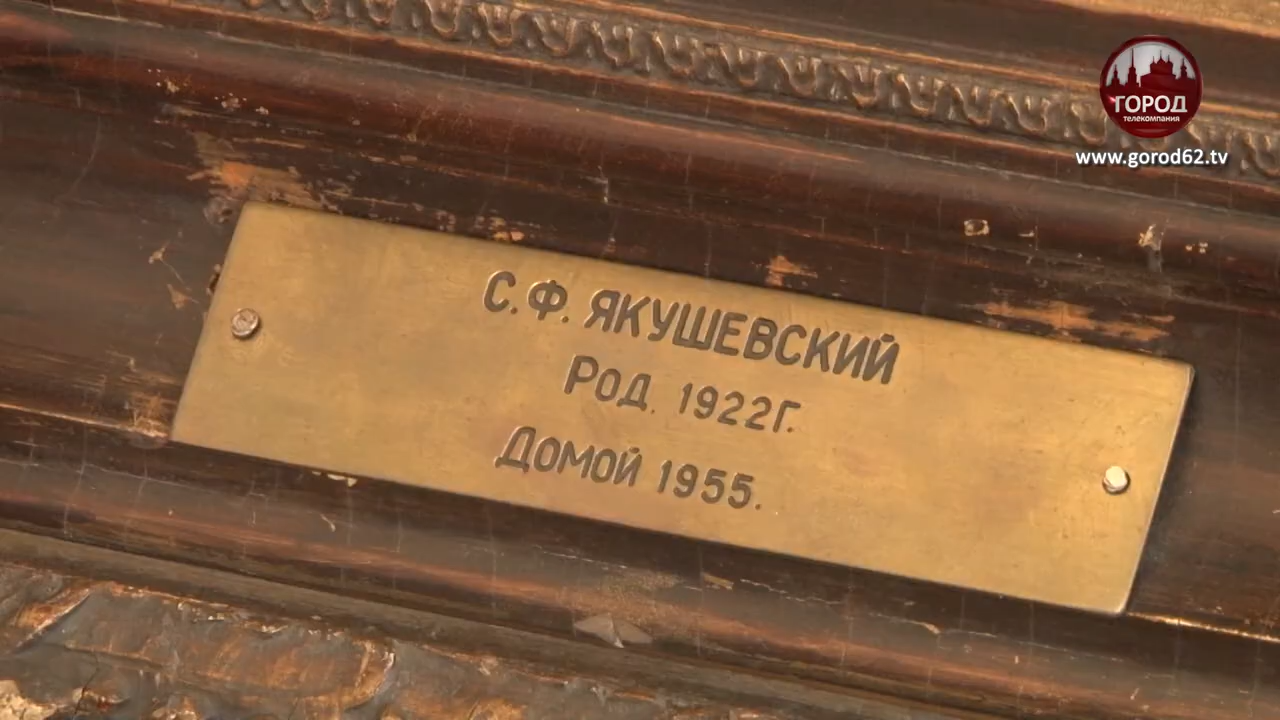 ГОРОД
телекомпания
www.gorod62.tv
С.Ф. ЯКУШЕВСКИЙ
Род. 1922г.
Домой 1955.